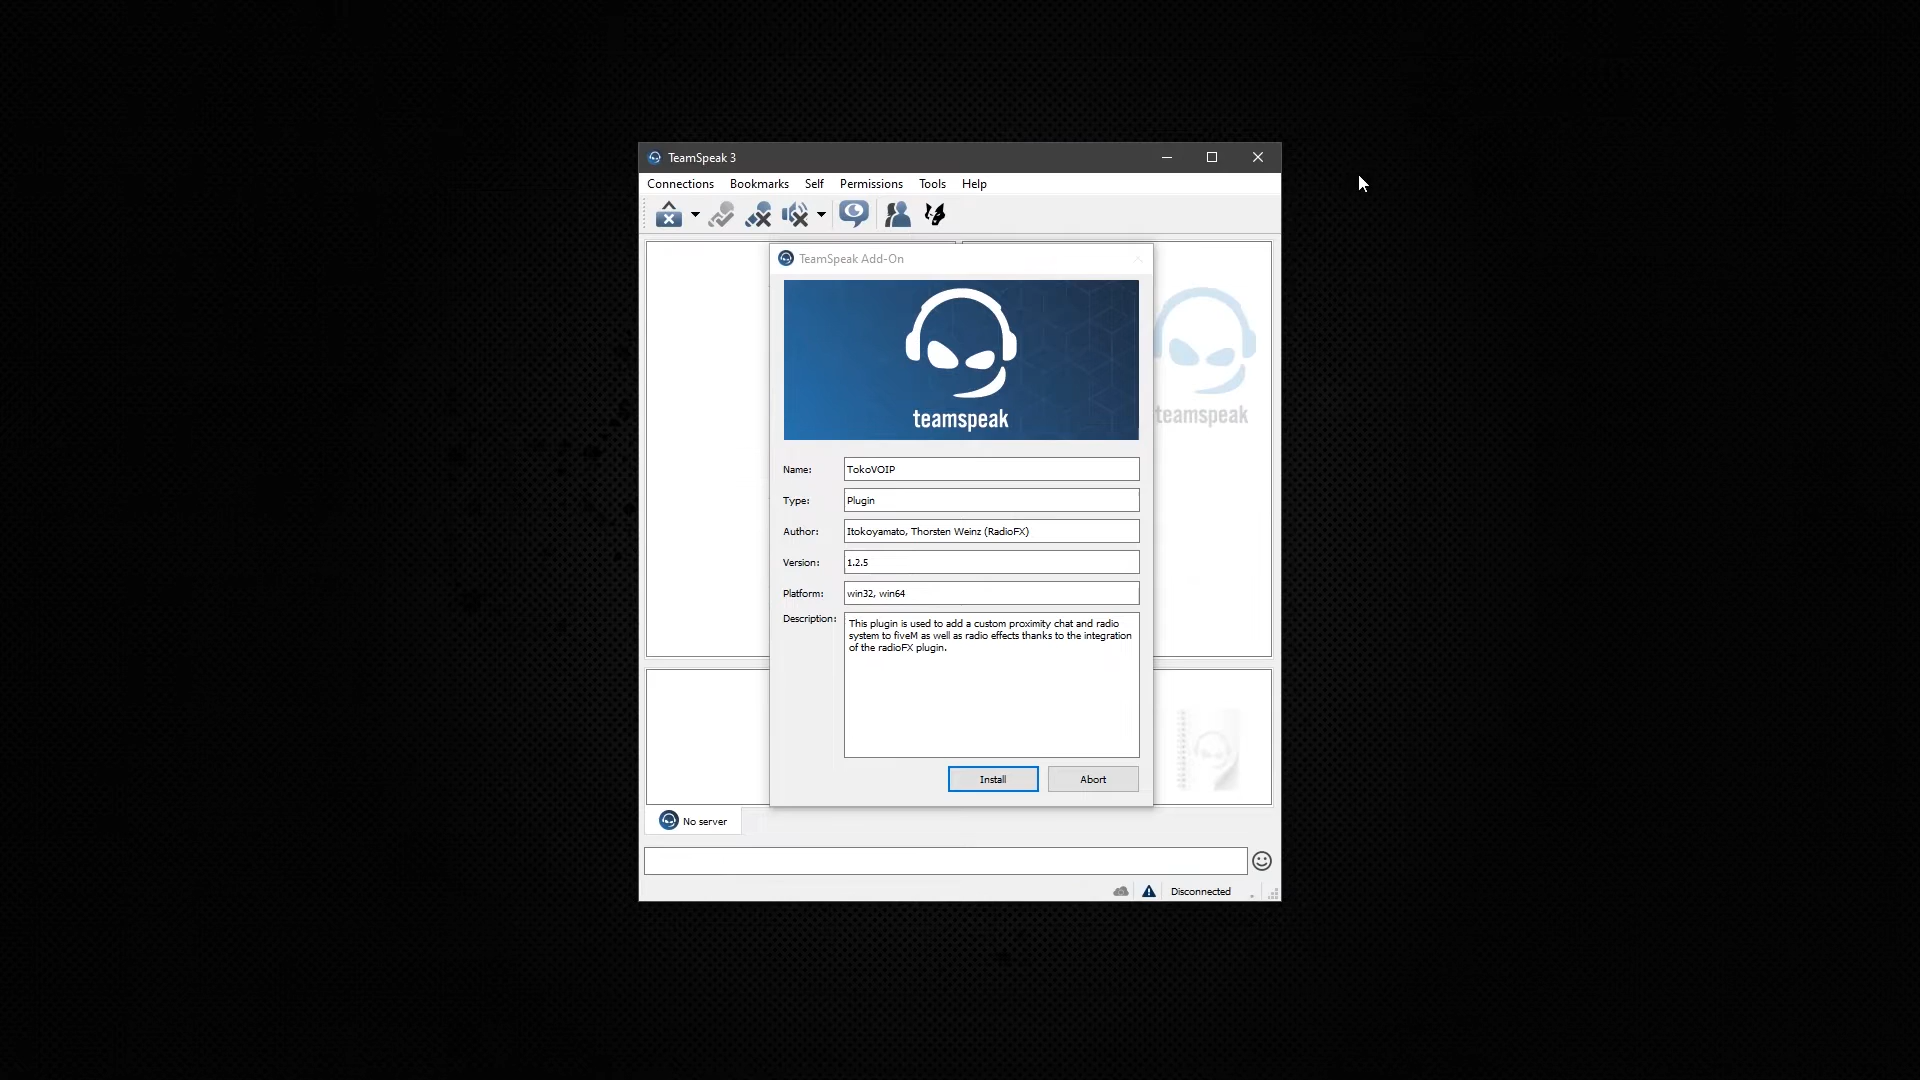 TeamSpeak 3
Connections Bookmarks Self Permissions Tools Help
TeamSpeak Add-On
teamspeak
teamspeak
Name: TokoVOIP
Type: Plugin
Author: Itokoyamato, Thorsten Weinz (RadioFX)
Version: 1.2.5
Platform: win32, win64
Description: This plugin is used to add a custom proximity chat and radio
system to fiveM as well as radio effects thanks to the integration
of the radioFX plugin.
Install Abort
No server
Disconnected